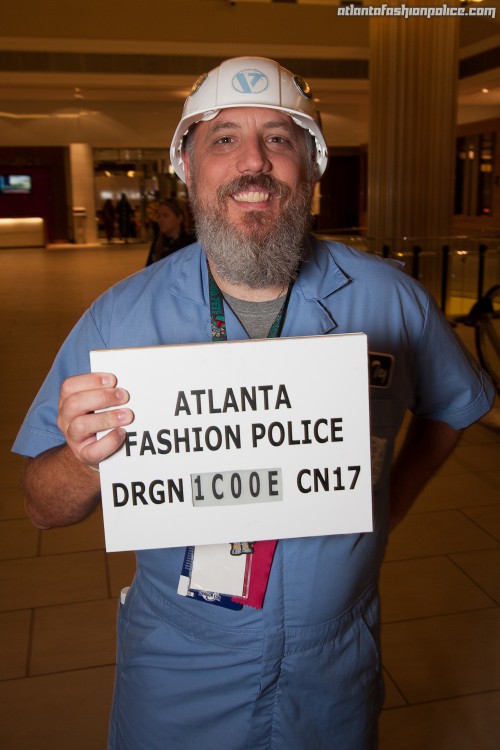 atlantafashionpolice.com
ATLANTA
FASHION POLICE
DRGN 1C00E CN17